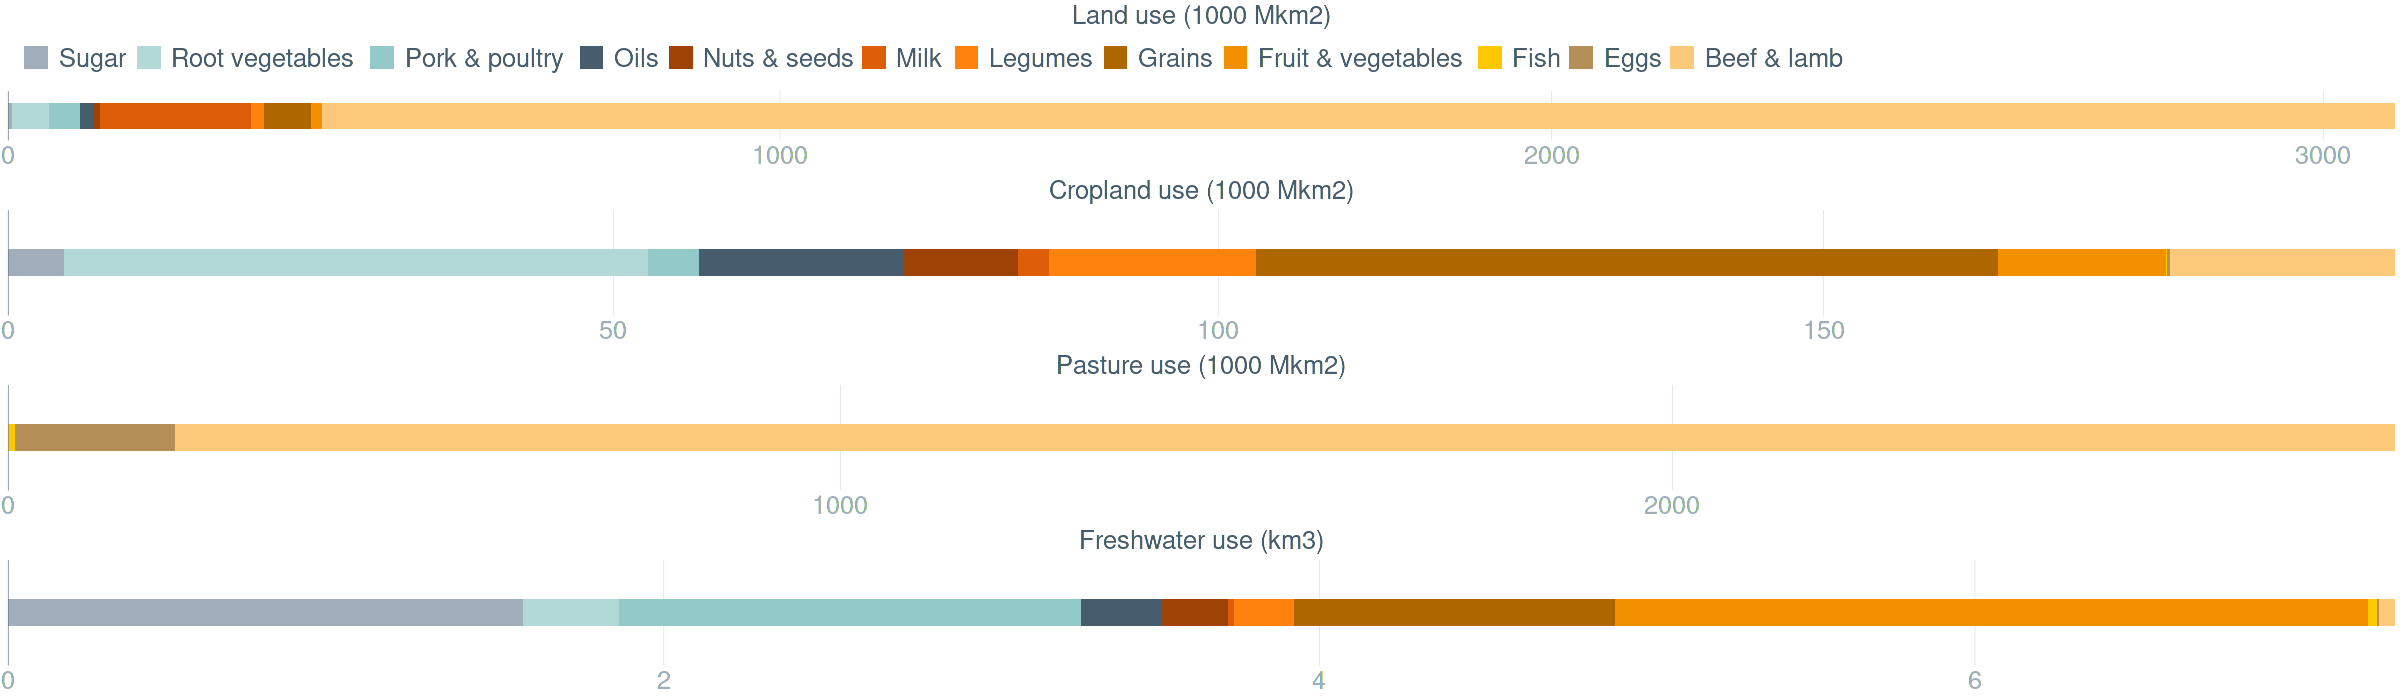 Land use (1000 Mkm2)
Sugar Root vegetables Pork & poultry Oils Nuts & seeds Milk Legumes Grains Fruit & vegetables Fish Eggs Beef & lamb
0 1000 2000 3000
Cropland use (1000 Mkm2)
0 50 100 150
Pasture use (1000 Mkm2)
0 1000 2000
Freshwater use (km3)
0 2 4 6